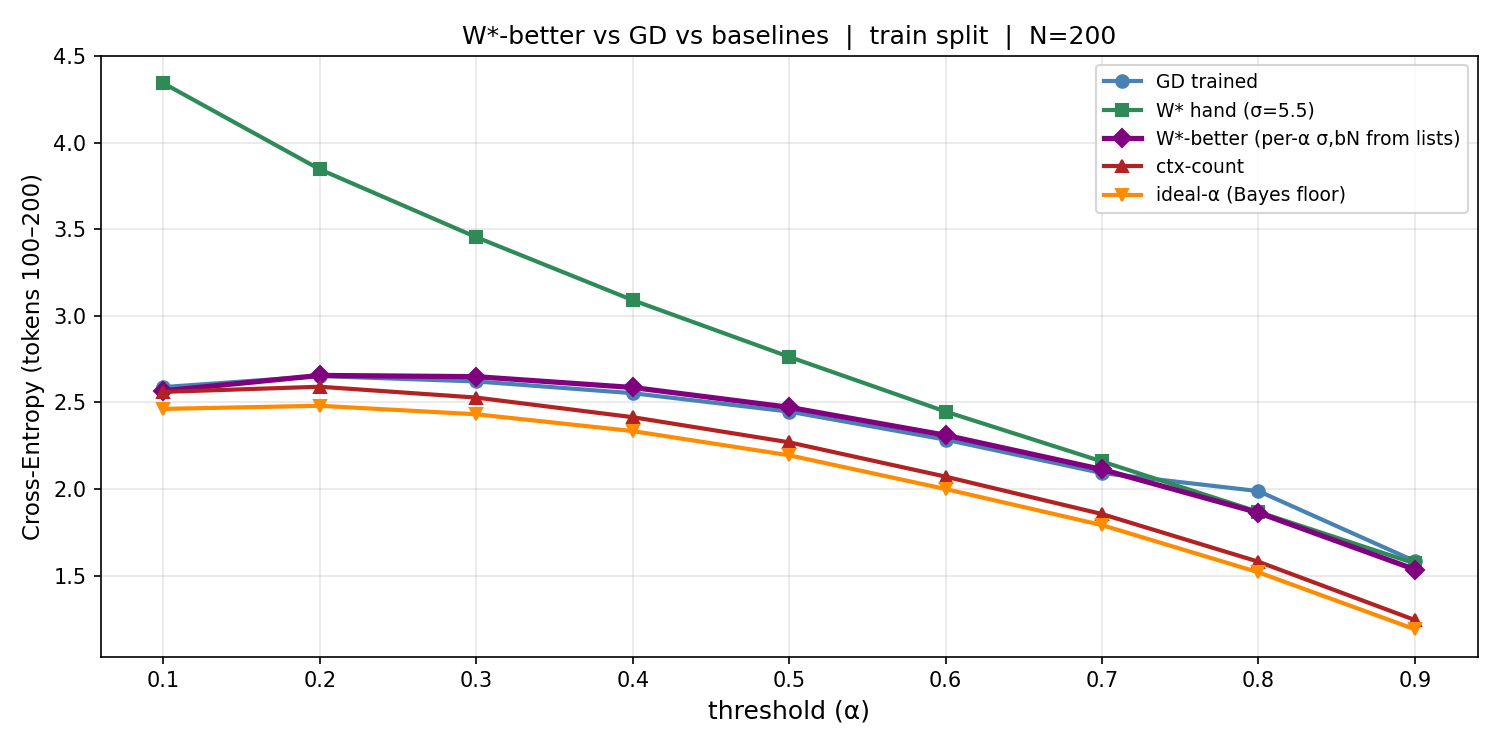 W*-better vs GD vs baselines | train split | N=200
GD trained
W* hand (σ=5.5)
W*-better (per-α σ,bN from lists)
ctx-count
ideal-α (Bayes floor)
Cross-Entropy (tokens 100–200)
4.5
4.0
3.5
3.0
2.5
2.0
1.5
0.1 0.2 0.3 0.4 0.5 0.6 0.7 0.8 0.9
threshold (α)